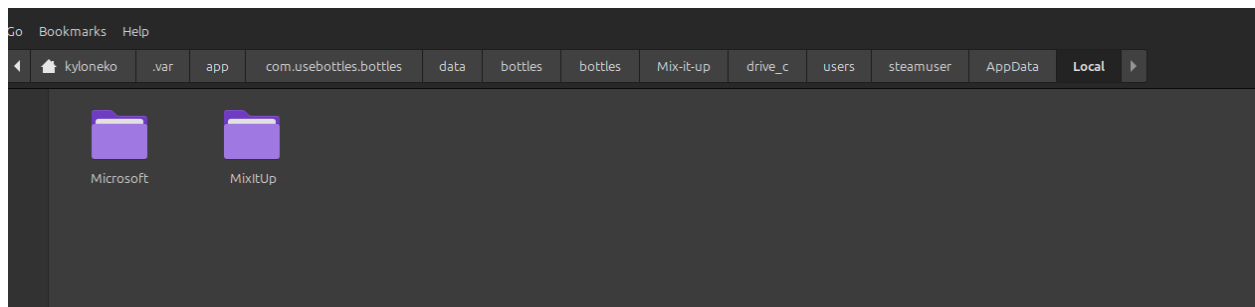 Go Bookmarks Help
kyloneko .var app com.usebottles.bottles data bottles bottles Mix-it-up drive_c users steamuser AppData Local
Microsoft MixItUp